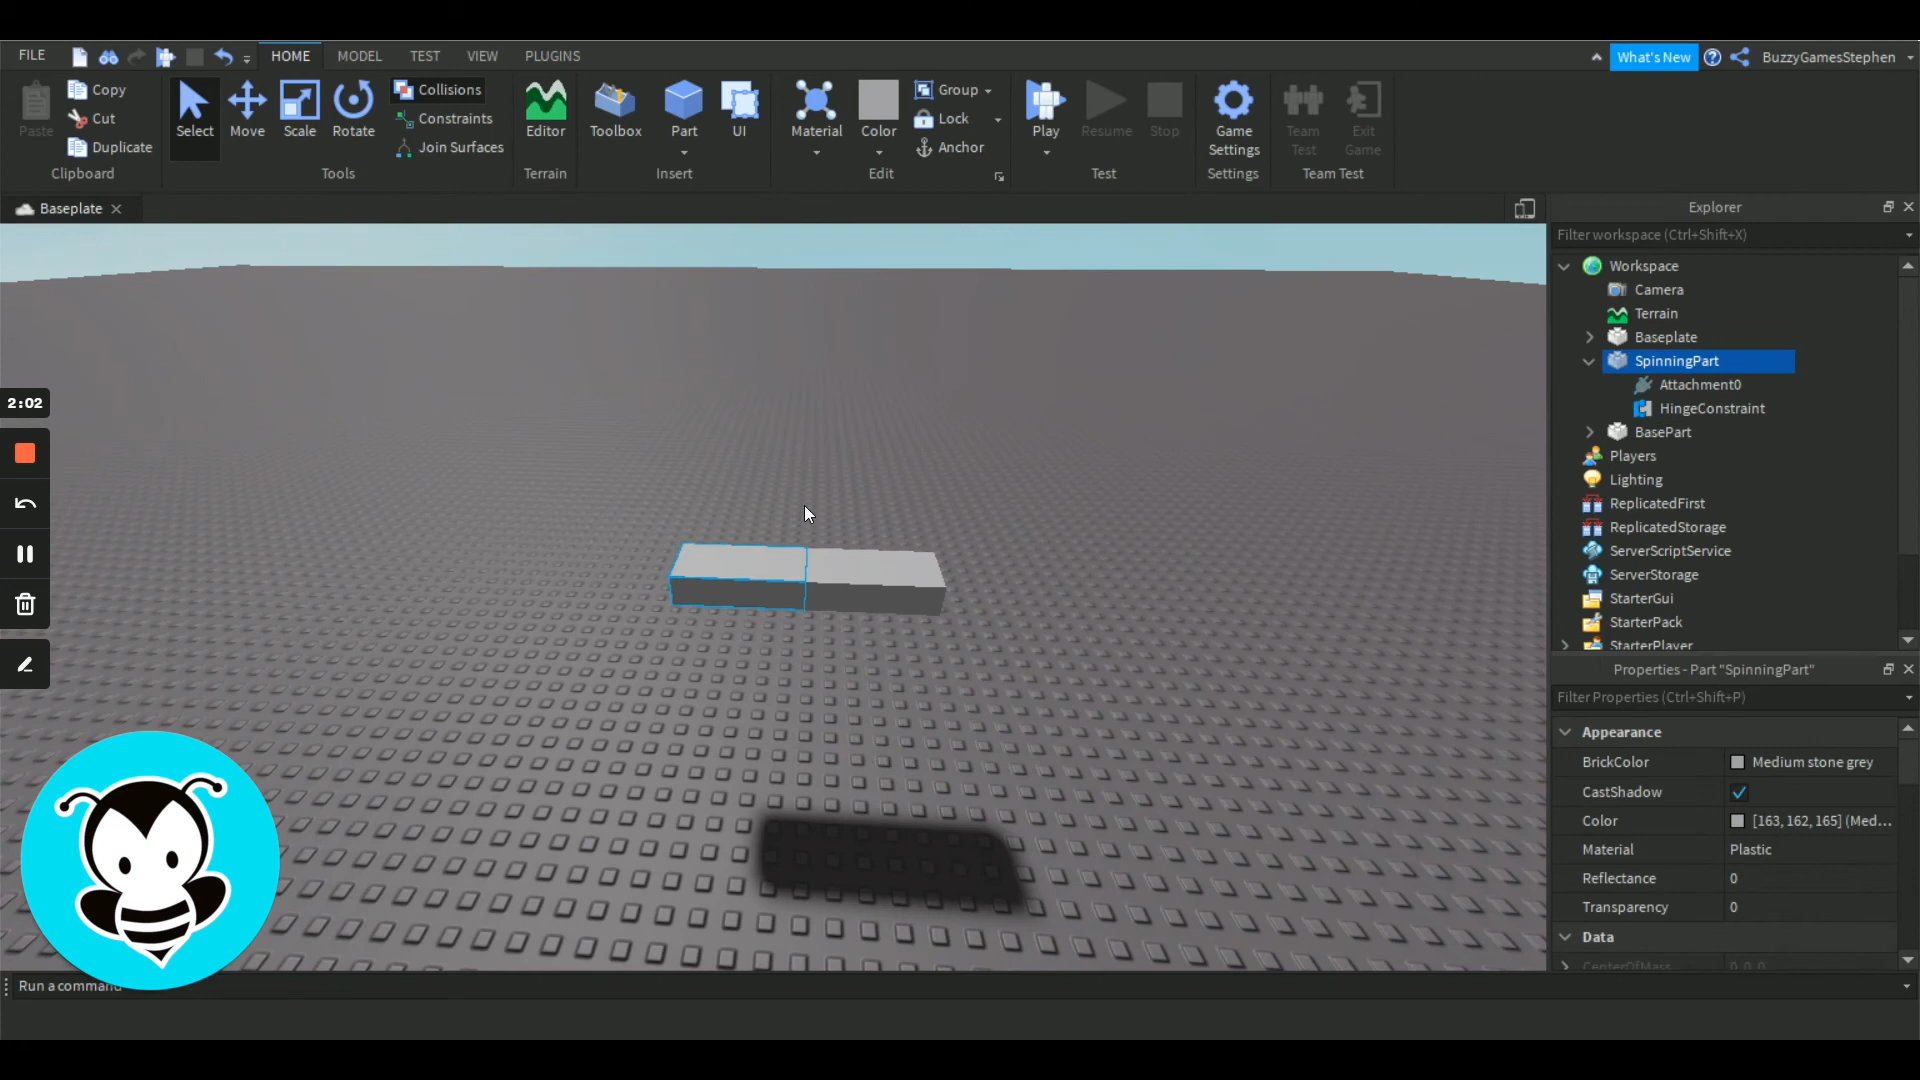 FILE
HOME
MODEL
TEST
VIEW
PLUGINS
What's New
BuzzyGamesStephen
Paste
Copy
Cut
Duplicate
Clipboard
Select
Move
Scale
Rotate
Collisions
Constraints
Join Surfaces
Tools
Editor
Terrain
Toolbox
Part
UI
Insert
Material
Color
Group
Lock
Anchor
Edit
Play
Resume
Stop
Test
Game
Settings
Settings
Team
Test
Exit
Game
Team Test
Baseplate
Explorer
Filter workspace (Ctrl+Shift+X)
Workspace
Camera
Terrain
Baseplate
SpinningPart
Attachment0
HingeConstraint
BasePart
Players
Lighting
ReplicatedFirst
ReplicatedStorage
ServerScriptService
ServerStorage
StarterGui
StarterPack
StarterPlayer
2:02
Properties - Part "SpinningPart"
Filter Properties (Ctrl+Shift+P)
Appearance
BrickColor Medium stone grey
CastShadow
Color [163, 162, 165] (Med...
Material Plastic
Reflectance 0
Transparency 0
Data
CenterOfMass 0, 0, 0
Run a command